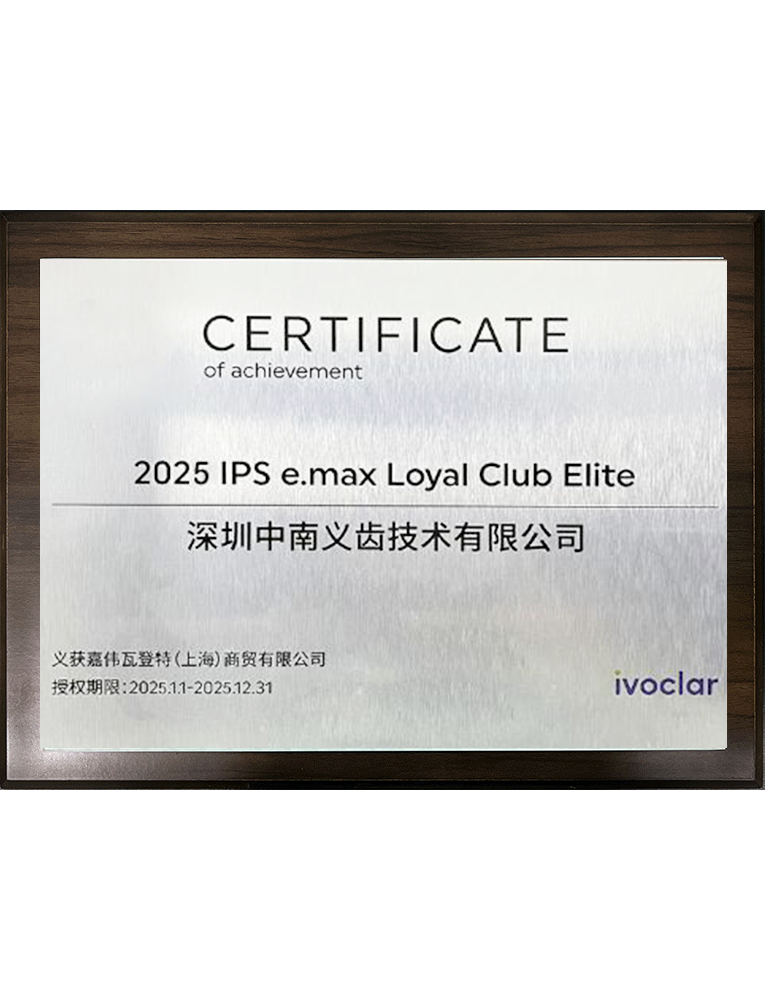 CERTIFICATE
of achievement
2025 IPS e.max Loyal Club Elite
深圳中南义齿技术有限公司
义获嘉伟瓦登特(上海)商贸有限公司
授权期限:2025.1.1-2025.12.31
ivoclar